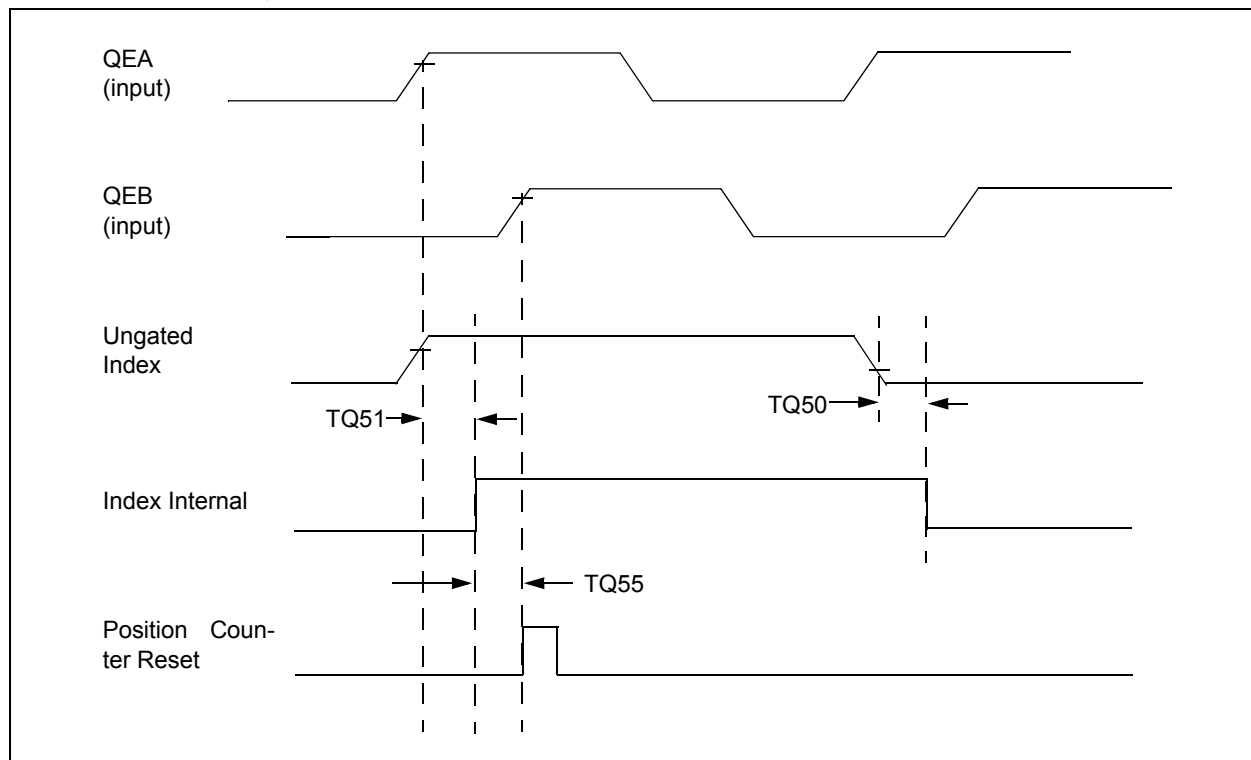 QEA
(input)
QEB
(input)
Ungated
Index
TQ51
TQ50
Index Internal
TQ55
Position Coun-
ter Reset